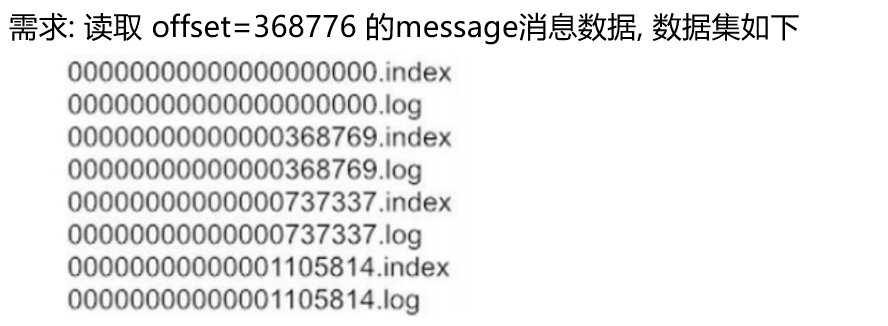 需求: 读取 offset=368776 的message消息数据, 数据集如下
00000000000000000000.index
00000000000000000000.log
00000000000000368769.index
00000000000000368769.log
00000000000000737337.index
00000000000000737337.log
00000000000001105814.index
00000000000001105814.log